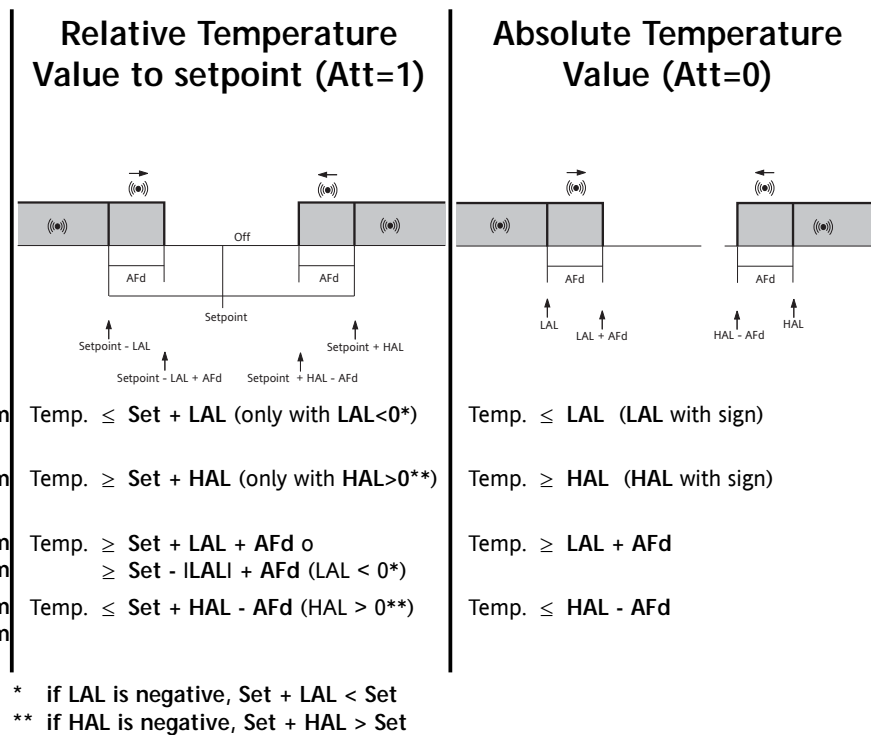 Relative Temperature
Value to setpoint (Att=1)
Absolute Temperature
Value (Att=0)
Off
AFd
AFd
Setpoint
Setpoint - LAL
Setpoint + HAL
Setpoint - LAL + AFd
Setpoint + HAL - AFd
AFd
AFd
LAL
LAL + AFd
HAL - AFd
HAL
Temp. ≤ Set + LAL (only with LAL<0*)
Temp. ≤ LAL (LAL with sign)
Temp. ≥ Set + HAL (only with HAL>0**)
Temp. ≥ HAL (HAL with sign)
Temp. ≥ Set + LAL + AFd o
≥ Set - ILALI + AFd (LAL < 0*)
Temp. ≥ LAL + AFd
Temp. ≤ Set + HAL - AFd (HAL > 0**)
Temp. ≤ HAL - AFd
* if LAL is negative, Set + LAL < Set
** if HAL is negative, Set + HAL > Set